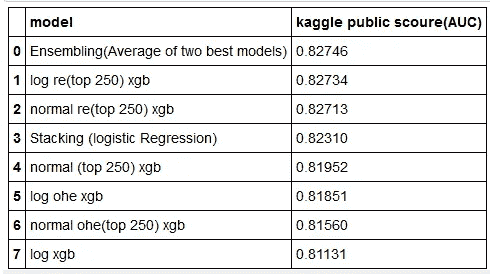 model kaggle public scoure(AUC)
0 Ensembling(Average of two best models) 0.82746
1 log re(top 250) xgb 0.82734
2 normal re(top 250) xgb 0.82713
3 Stacking (logistic Regression) 0.82310
4 normal (top 250) xgb 0.81952
5 log ohe xgb 0.81851
6 normal ohe(top 250) xgb 0.81560
7 log xgb 0.81131